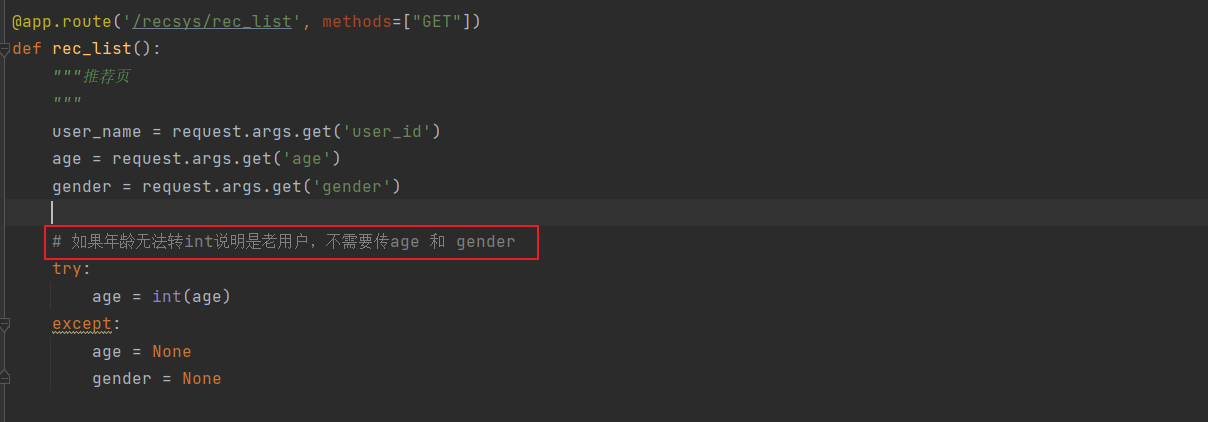 @app.route('/recsys/rec_list', methods=["GET"])
def rec_list():
"""推荐页
"""
user_name = request.args.get('user_id')
age = request.args.get('age')
gender = request.args.get('gender')
# 如果年龄无法转int说明是老用户，不需要传age 和 gender
try:
age = int(age)
except:
age = None
gender = None